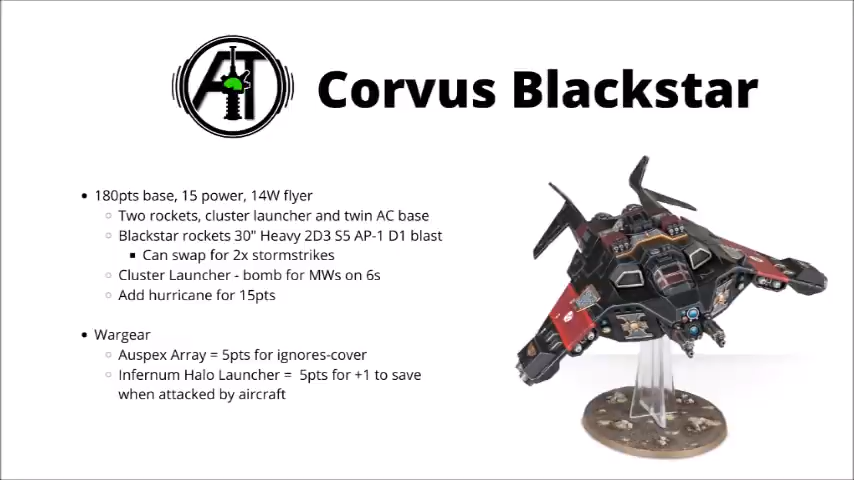 AT
Corvus Blackstar
• 180pts base, 15 power, 14W flyer
○ Two rockets, cluster launcher and twin AC base
○ Blackstar rockets 30" Heavy 2D3 S5 AP-1 D1 blast
▪ Can swap for 2x stormstrikes
○ Cluster Launcher - bomb for MWs on 6s
○ Add hurricane for 15pts
• Wargear
○ Auspex Array = 5pts for ignores-cover
○ Infernum Halo Launcher = 5pts for +1 to save
when attacked by aircraft